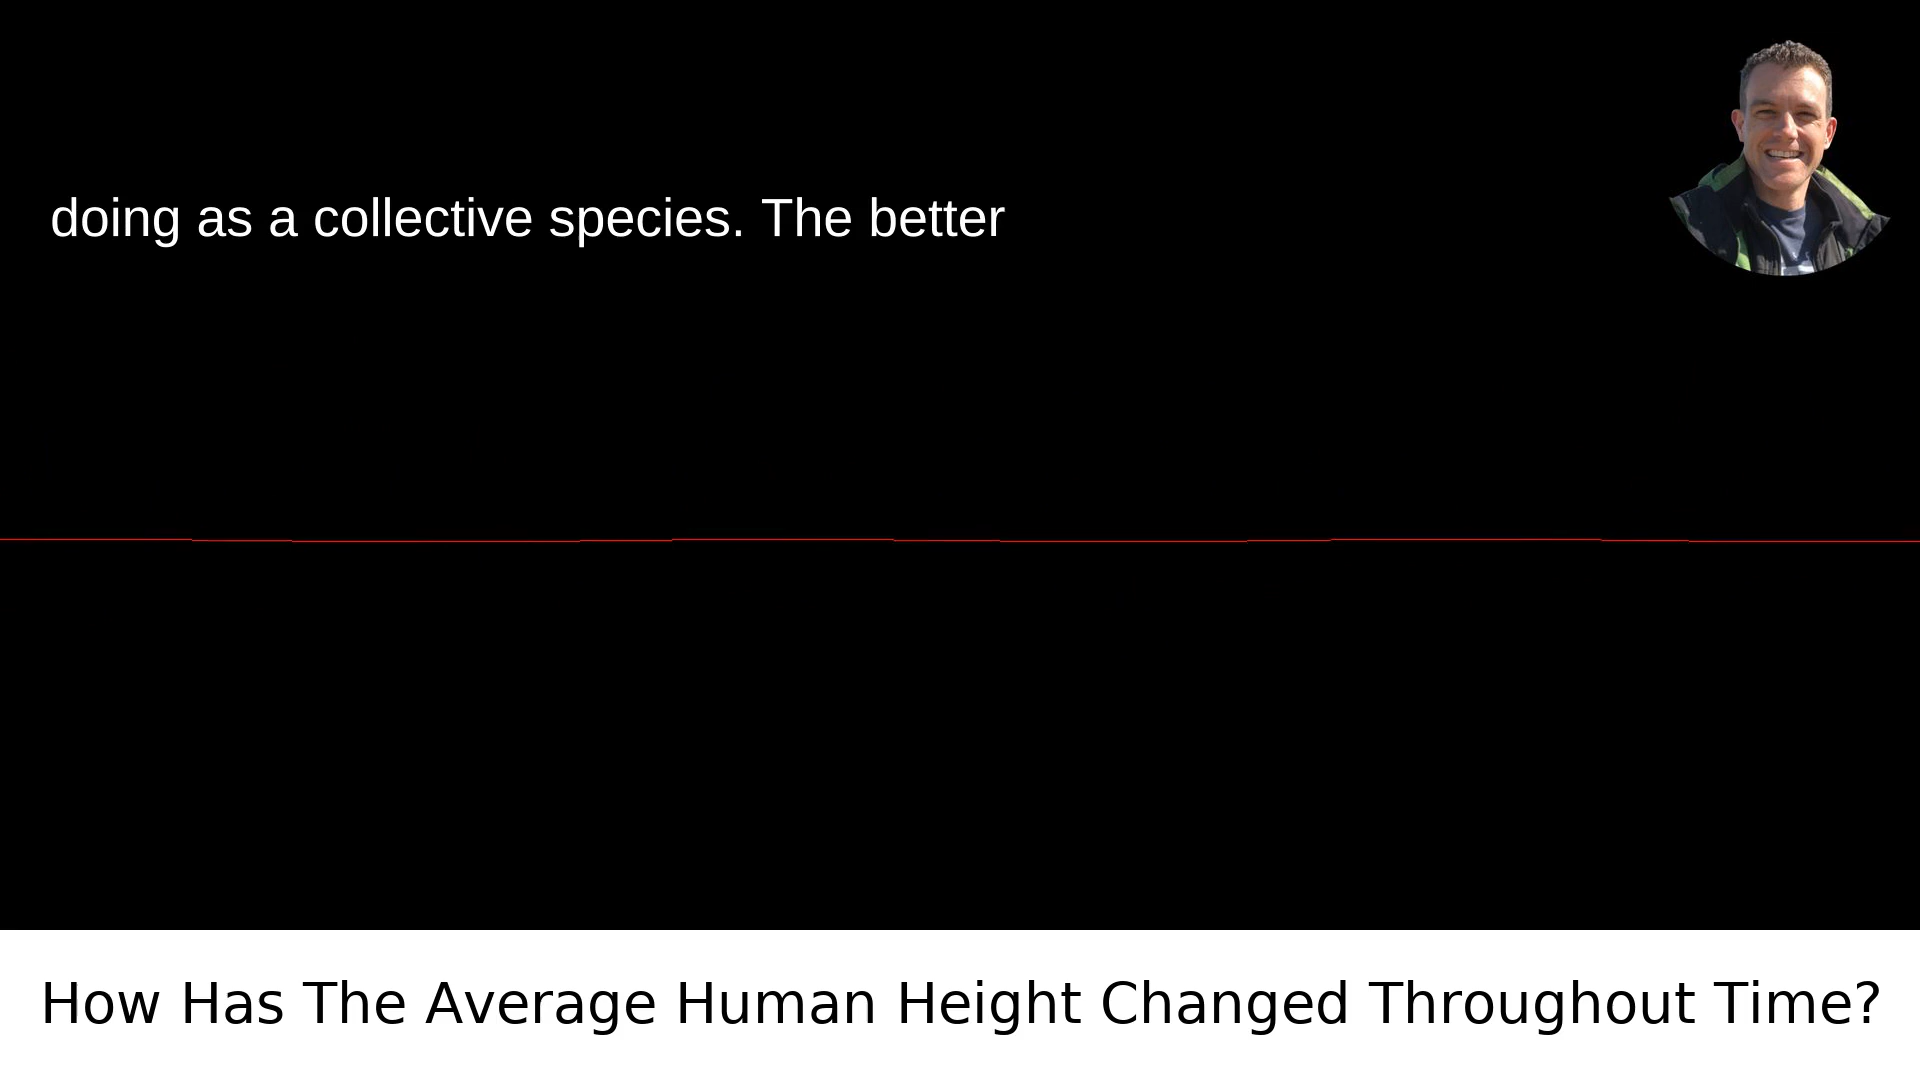 doing as a collective species. The better
How Has The Average Human Height Changed Throughout Time?